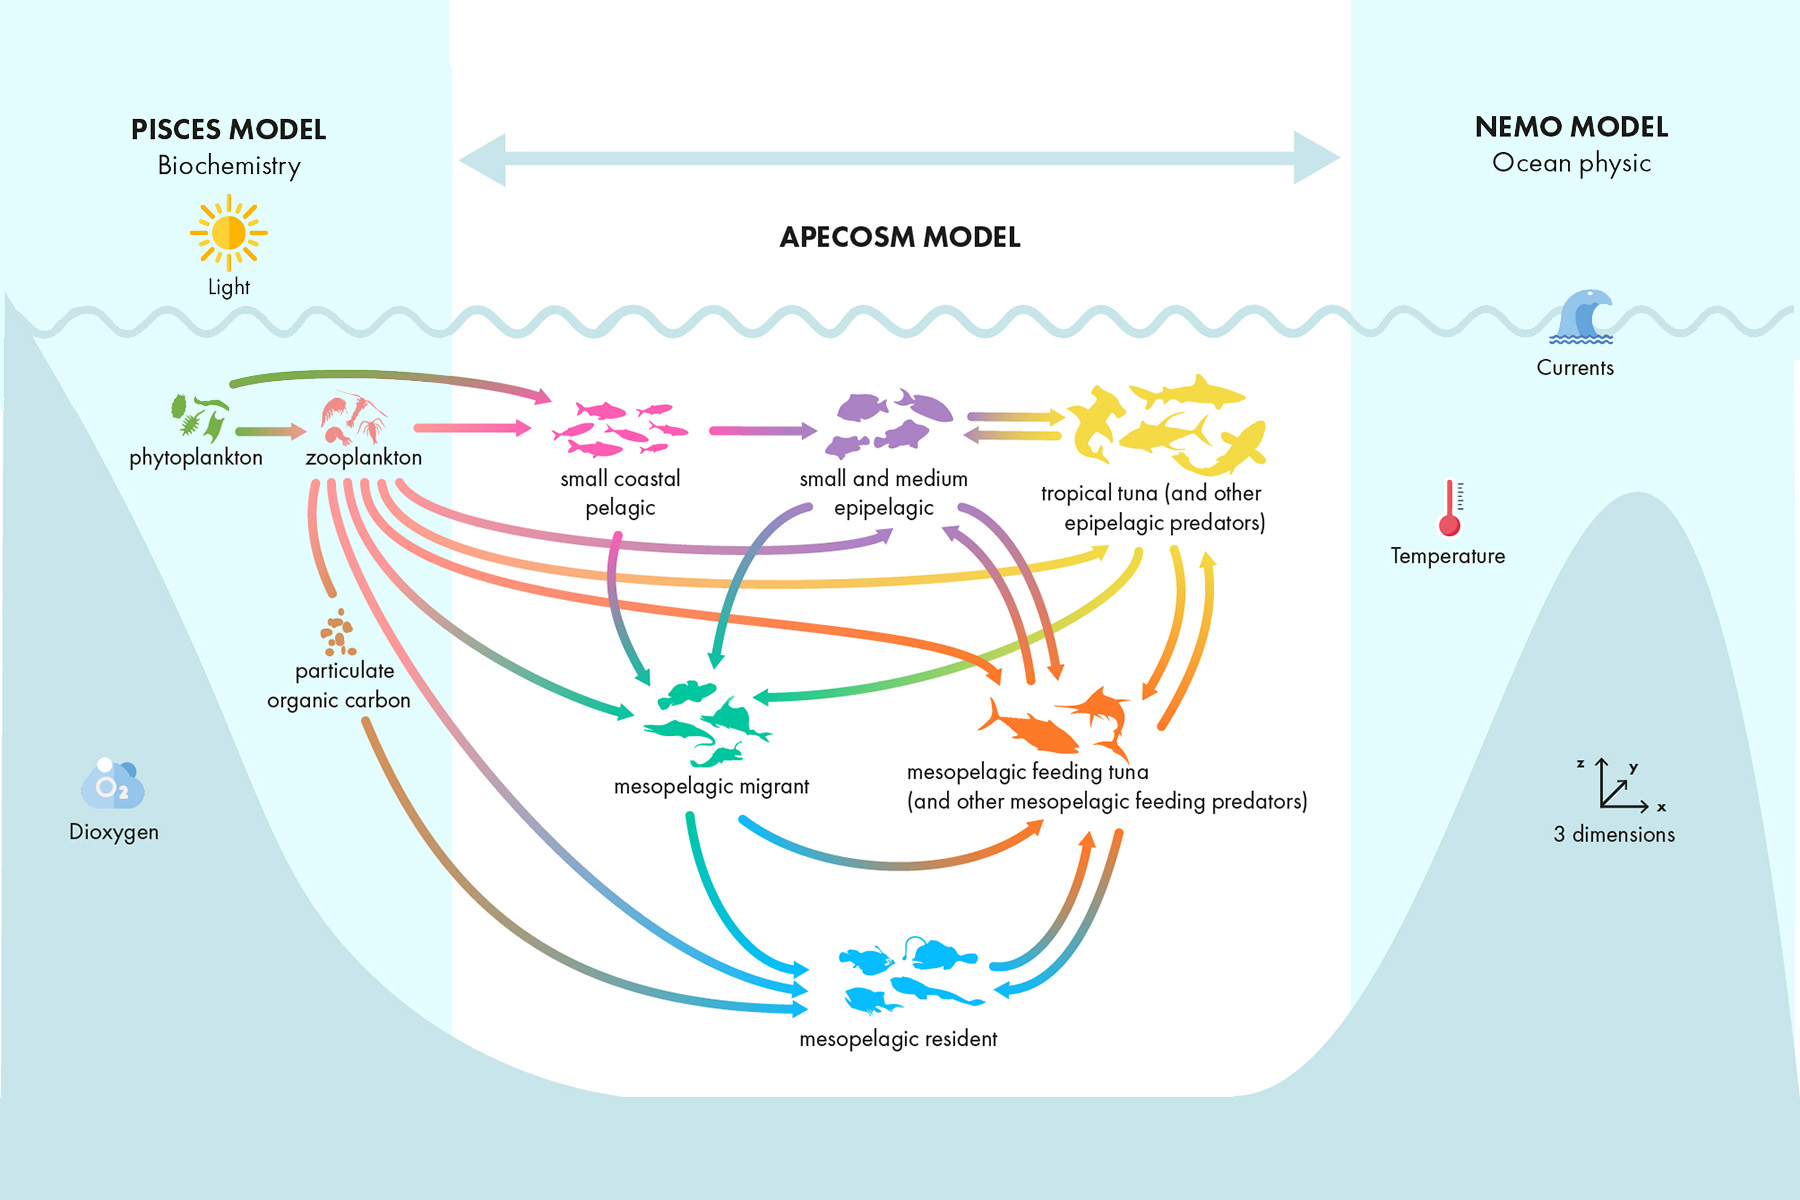 PISCES MODEL
Biochemistry
Light
NEMO MODEL
Ocean physic
APECOSM MODEL
Currents
phytoplankton
zooplankton
small coastal
pelagic
small and medium
epipelagic
tropical tuna (and other
epipelagic predators)
Temperature
particulate
organic carbon
mesopelagic migrant
mesopelagic feeding tuna
(and other mesopelagic feeding predators)
O2
Dioxygen
z
y
x
3 dimensions
mesopelagic resident